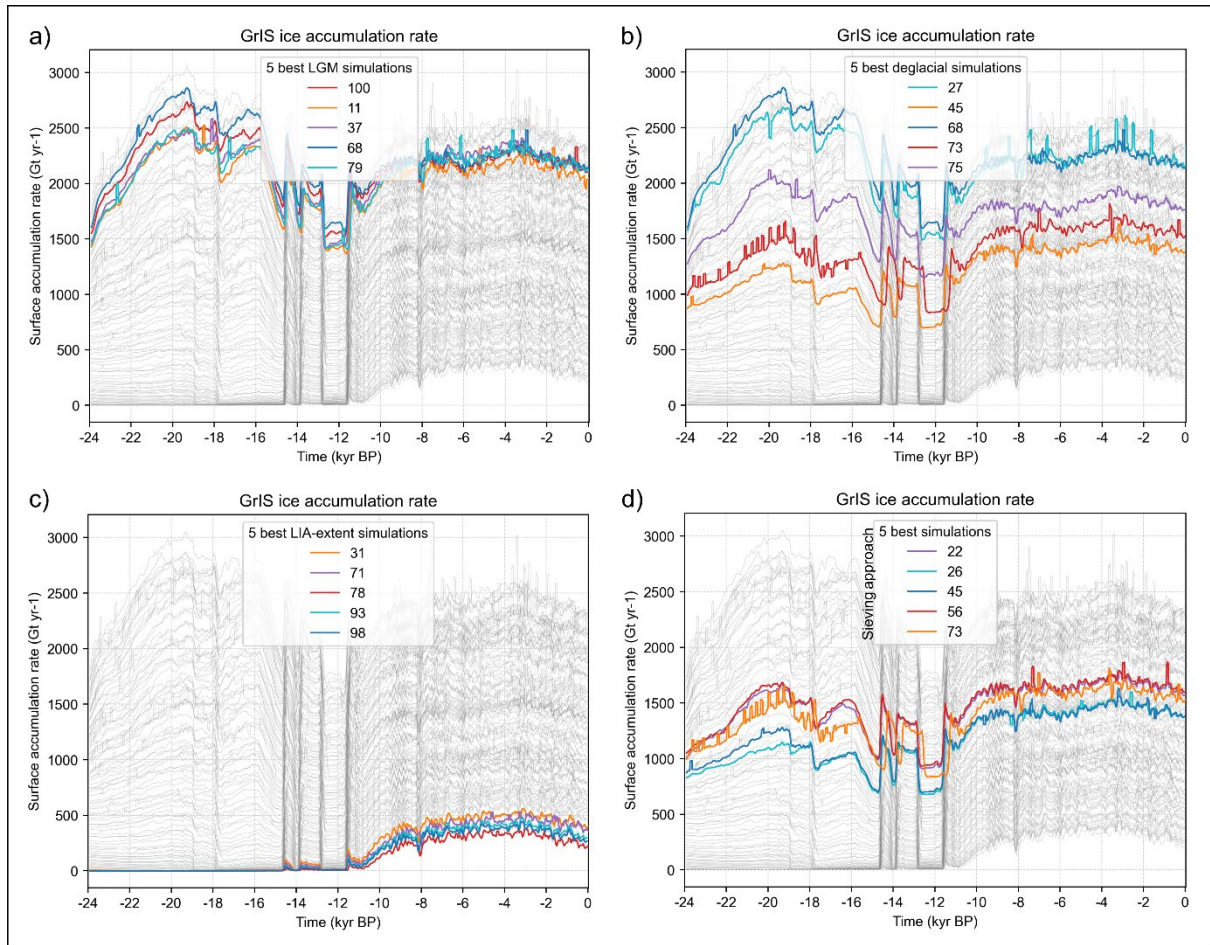 a)
GrIS ice accumulation rate
5 best LGM simulations
100
11
37
68
79
Surface accumulation rate (Gt yr-1)
3000
2500
2000
1500
1000
500
0
-24 -22 -20 -18 -16 -14 -12 -10 -8 -6 -4 -2 0
Time (kyr BP)
b)
GrIS ice accumulation rate
5 best deglacial simulations
27
45
68
73
75
Surface accumulation rate (Gt yr-1)
3000
2500
2000
1500
1000
500
0
-24 -22 -20 -18 -16 -14 -12 -10 -8 -6 -4 -2 0
Time (kyr BP)
c)
GrIS ice accumulation rate
5 best LIA-extent simulations
31
71
78
93
98
Surface accumulation rate (Gt yr-1)
3000
2500
2000
1500
1000
500
0
-24 -22 -20 -18 -16 -14 -12 -10 -8 -6 -4 -2 0
Time (kyr BP)
d)
GrIS ice accumulation rate
Sieving approach
5 best simulations
22
26
45
56
73
Surface accumulation rate (Gt yr-1)
3000
2500
2000
1500
1000
500
0
-24 -22 -20 -18 -16 -14 -12 -10 -8 -6 -4 -2 0
Time (kyr BP)